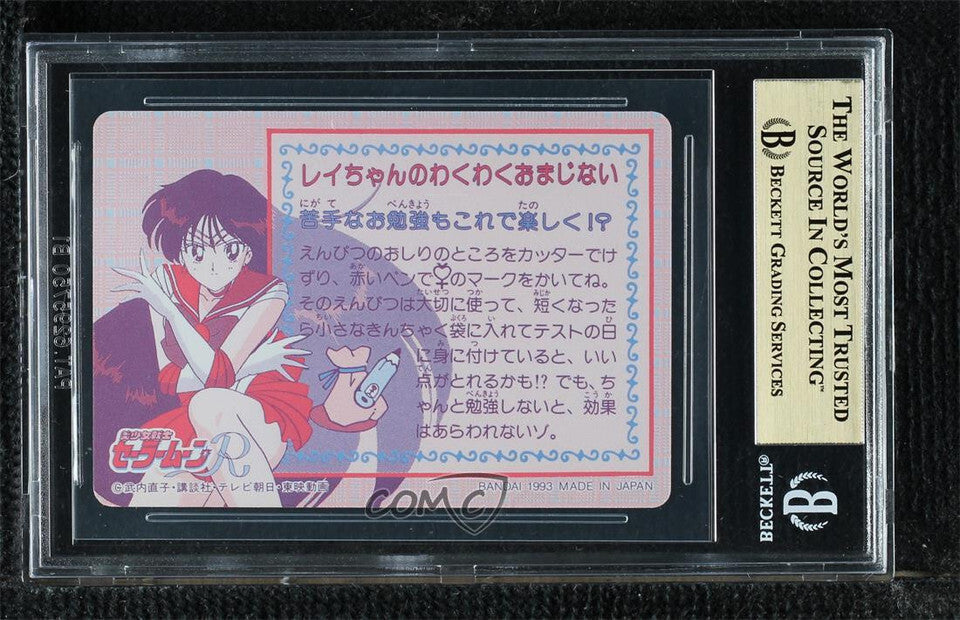 レイちゃんのわくわくおまじない
苦手なお勉強もこれで楽しく!?
えんぴつのおしりのところをカッターでけ
ずり、赤いペンで♡のマークをかいてね。
そのえんぴつは大切に使って、短くなった
ら小さなきんちゃく袋に入れてテストの日
に身に付けていると、いい
点がとれるかも!?でも、ち
ゃんと勉強しないと、効果
はあらわれないゾ。
美少女戦士
セーラームーンR
©武内直子・講談社・テレビ朝日・東映動画
BANDAI 1993 MADE IN JAPAN
COMC
THE WORLD'S MOST TRUSTED
SOURCE IN COLLECTING™
B BECKETT GRADING SERVICES
BECKETT®
B